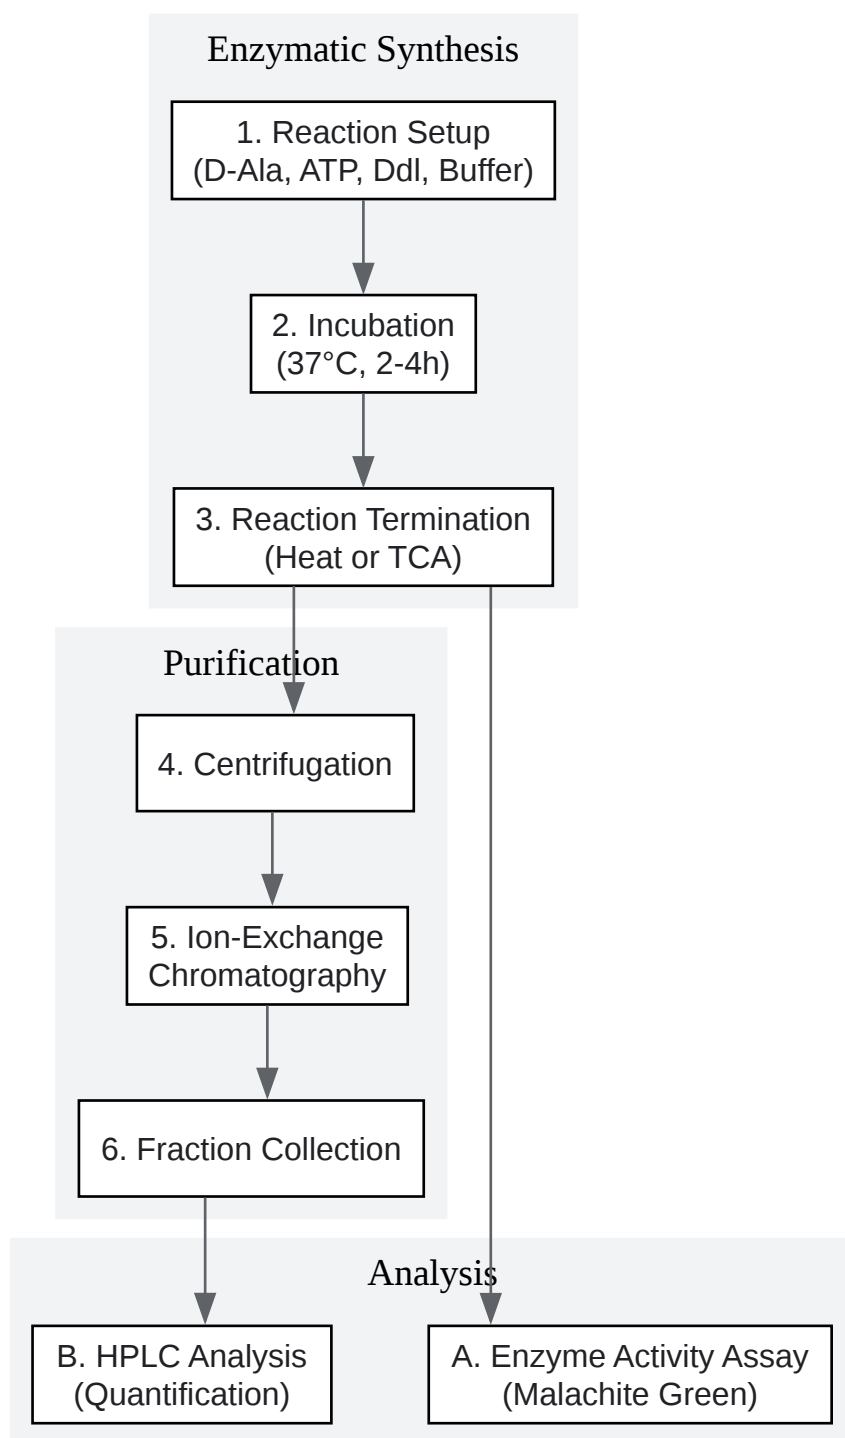 Enzymatic Synthesis
1. Reaction Setup
(D-Ala, ATP, Ddl, Buffer)
2. Incubation
(37°C, 2-4h)
3. Reaction Termination
(Heat or TCA)
Purification
4. Centrifugation
5. Ion-Exchange
Chromatography
6. Fraction Collection
Analysis
B. HPLC Analysis
(Quantification)
A. Enzyme Activity Assay
(Malachite Green)